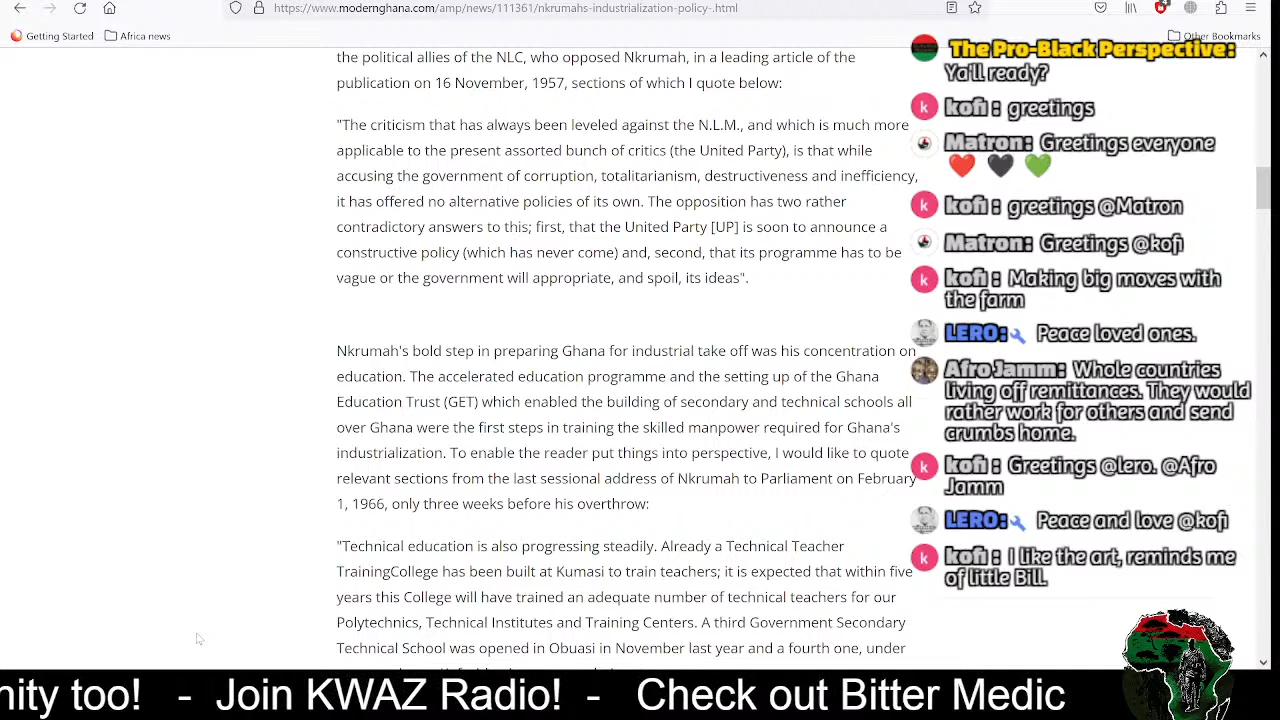 https://www.modernghana.com/amp/news/111361/nkrumahs-industrialization-policy-.html
Getting Started
Africa news
Other Bookmarks
the political allies of the NLC, who opposed Nkrumah, in a leading article of the
publication on 16 November, 1957, sections of which I quote below:
"The criticism that has always been leveled against the N.L.M., and which is much more
applicable to the present assorted bunch of critics (the United Party), is that while
accusing the government of corruption, totalitarianism, destructiveness and inefficiency,
it has offered no alternative policies of its own. The opposition has two rather
contradictory answers to this; first, that the United Party [UP] is soon to announce a
constructive policy (which has never come) and, second, that its programme has to be
vague or the government will appropriate, and spoil, its ideas".
Nkrumah's bold step in preparing Ghana for industrial take off was his concentration on
education. The accelerated education programme and the setting up of the Ghana
Education Trust (GET) which enabled the building of secondary and technical schools all
over Ghana were the first steps in training the skilled manpower required for Ghana's
industrialization. To enable the reader put things into perspective, I would like to quote
relevant sections from the last sessional address of Nkrumah to Parliament on February
1, 1966, only three weeks before his overthrow:
"Technical education is also progressing steadily. Already a Technical Teacher
TrainingCollege has been built at Kumasi to train teachers; it is expected that within five
years this College will have trained an adequate number of technical teachers for our
Polytechnics, Technical Institutes and Training Centers. A third Government Secondary
Technical School was opened in Obuasi in November last year and a fourth one, under
The Pro-Black Perspective :
Ya'll ready?
k kofi : greetings
Matron: Greetings everyone
k kofi : greetings @Matron
Matron: Greetings @kofi
k kofi : Making big moves with
the farm
LERO: Peace loved ones.
Afro Jamm: Whole countries
living off remittances. They would
rather work for others and send
crumbs home.
k kofi : Greetings @lero. @Afro
Jamm
LERO: Peace and love @kofi
k kofi : I like the art, reminds me
of little Bill.
nity too! - Join KWAZ Radio! - Check out Bitter Medic